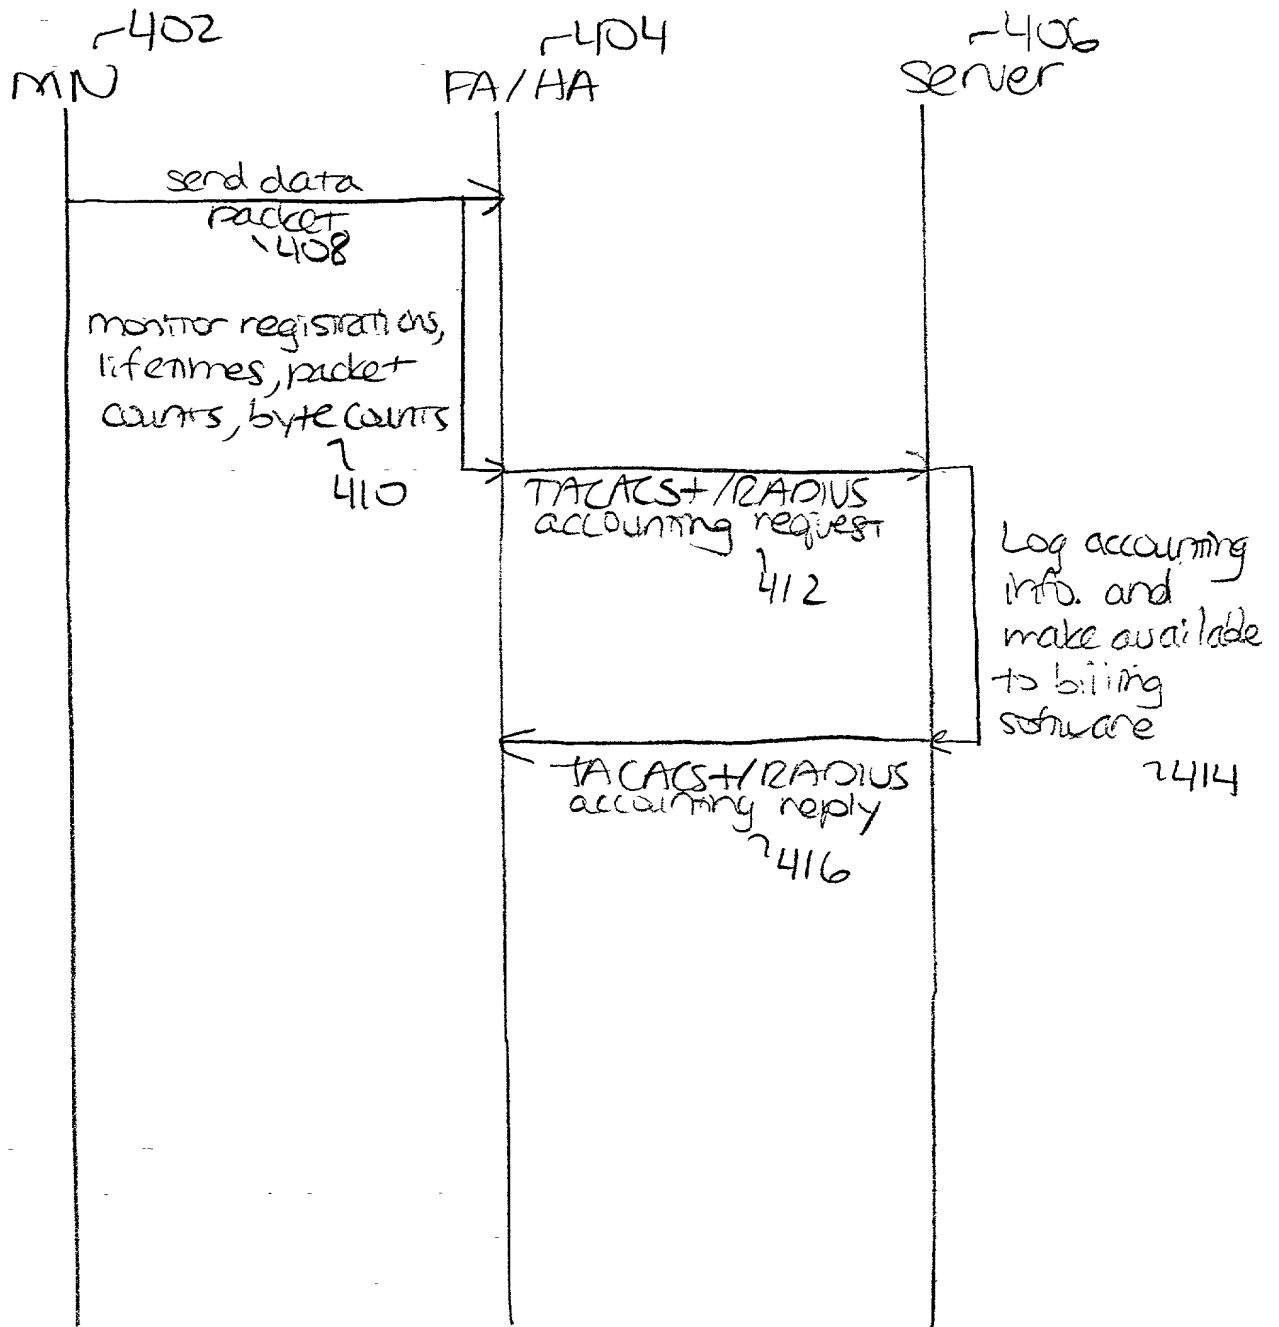 402
404
406
MN
FA/HA
server
send data
packet
408
monitor registrations,
lifetimes, packet
counts, byte counts
410
TACACS+/RADIUS
accounting request
412
Log accounting
info. and
make available
to billing
software
414
TACACS+/RADIUS
accounting reply
416